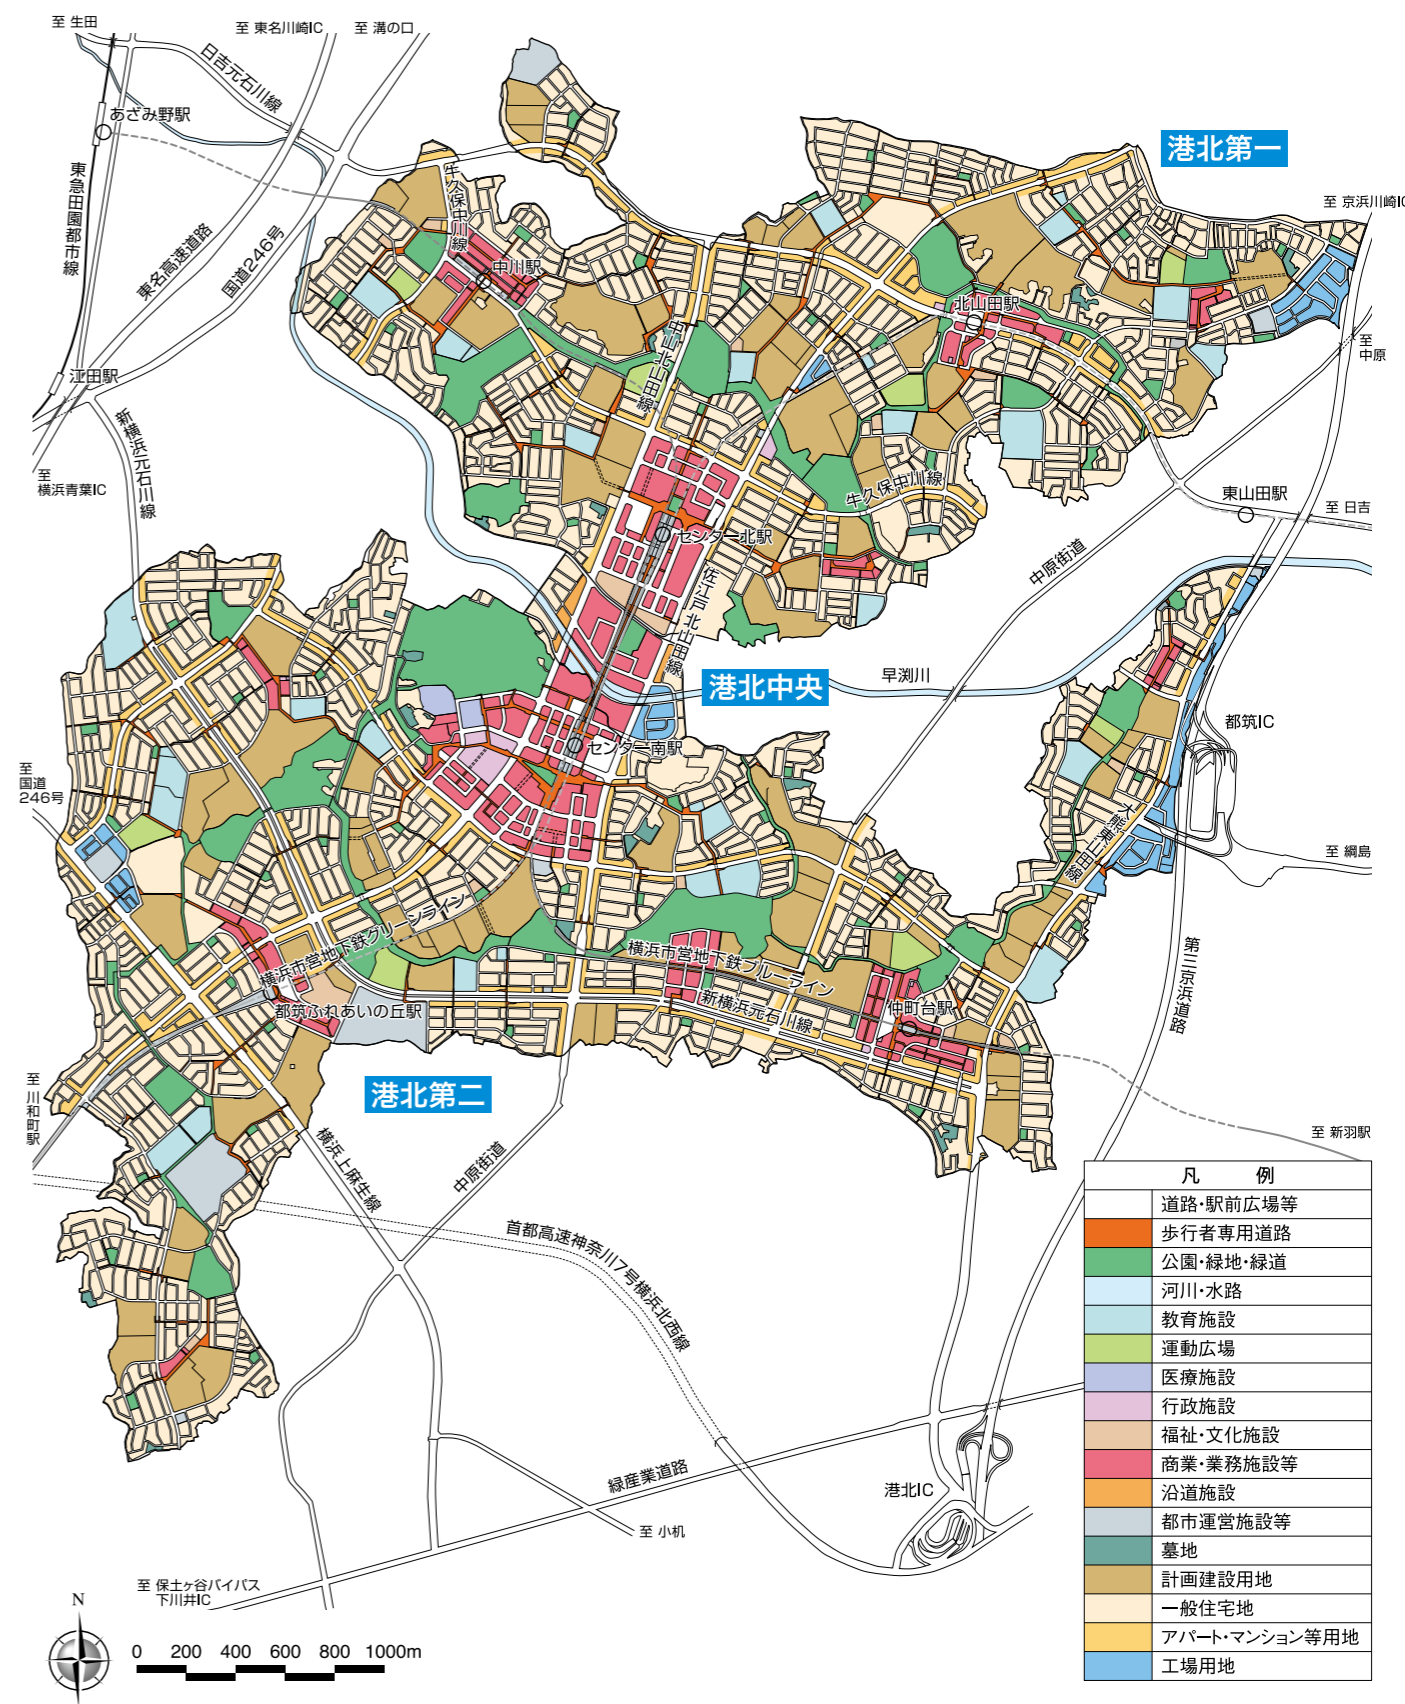 至 生田
至 東名川崎IC
至 溝の口
日吉元石川線
あざみ野駅
東急田園都市線
牛久保中川線
港北第一
至 京浜川崎IC
東名高速道路
国道246号
中川駅
北山田駅
至
中原
中山北山田線
江田駅
新横浜元石川線
至
横浜青葉IC
牛久保中川線
東山田駅
至 日吉
センター北駅
佐江戸北山田線
中原街道
港北中央
早渕川
都筑IC
センター南駅
至
国道
246号
大熊東山田線
至 綱島
横浜市営地下鉄グリーンライン
横浜市営地下鉄ブルーライン
第三京浜道路
新横浜元石川線
仲町台駅
都筑ふれあいの丘駅
至 川和町駅
港北第二
横浜上麻生線
中原街道
至 新羽駅
首都高速神奈川7号横浜北西線
緑産業道路
港北IC
至 小机
至 保土ヶ谷バイパス
下川井IC
N
0 200 400 600 800 1000m
凡 例
道路・駅前広場等
歩行者専用道路
公園・緑地・緑道
河川・水路
教育施設
運動広場
医療施設
行政施設
福祉・文化施設
商業・業務施設等
沿道施設
都市運営施設等
墓地
計画建設用地
一般住宅地
アパート・マンション等用地
工場用地